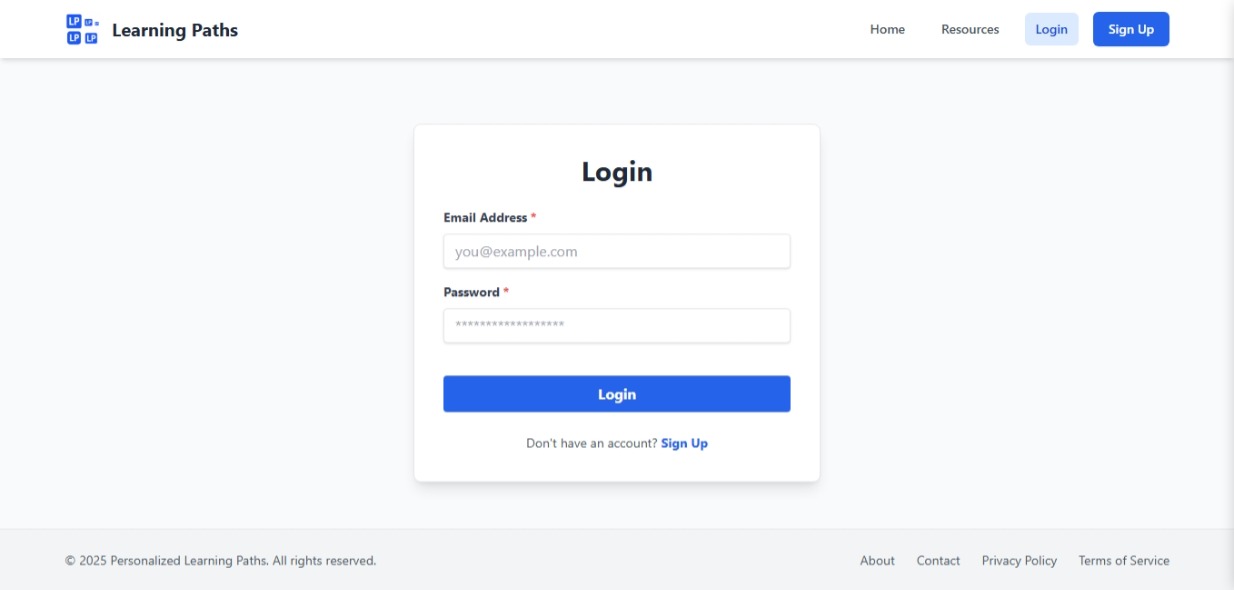 LP LP LP LP Learning Paths Home Resources Login Sign Up
Login
Email Address *
you@example.com
Password *
******************
Login
Don't have an account? Sign Up
© 2025 Personalized Learning Paths. All rights reserved. About Contact Privacy Policy Terms of Service